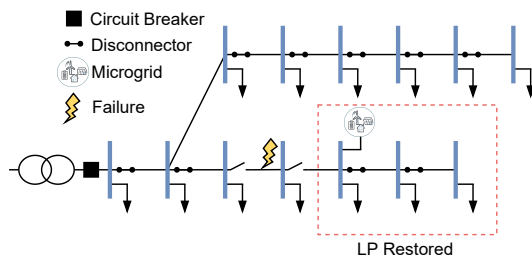 Circuit Breaker
Disconnector
Microgrid
Failure
LP Restored